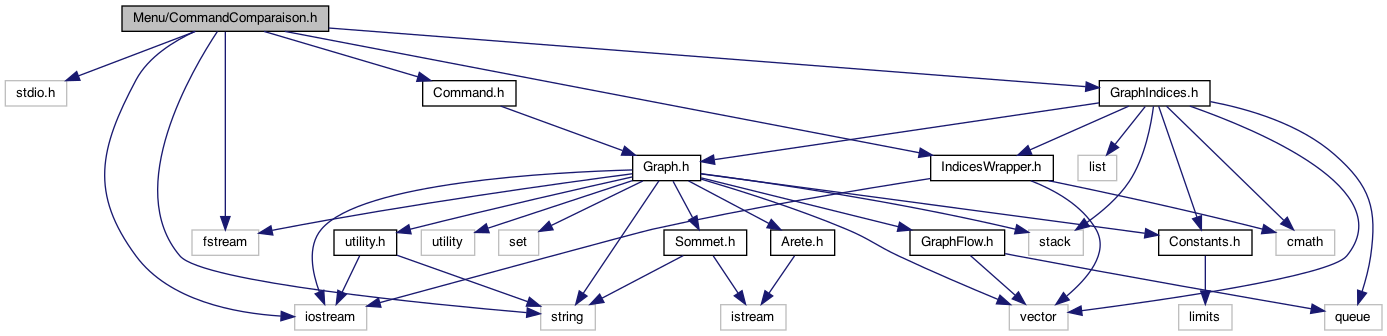 Menu/CommandComparaison.h
stdio.h
Command.h
GraphIndices.h
Graph.h
IndicesWrapper.h
list
fstream
utility.h
utility
set
Sommet.h
Arete.h
GraphFlow.h
stack
Constants.h
cmath
iostream
string
istream
vector
limits
queue